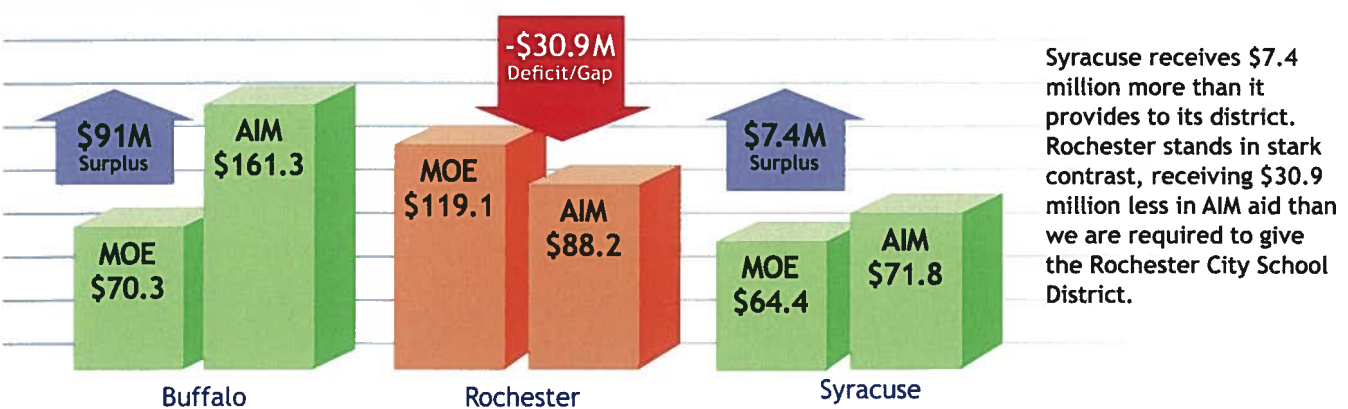 -$30.9M
Deficit/Gap
$91M
Surplus
AIM
$161.3
MOE
$70.3
MOE
$119.1
AIM
$88.2
$7.4M
Surplus
MOE
$64.4
AIM
$71.8
Buffalo
Rochester
Syracuse
Syracuse receives $7.4
million more than it
provides to its district.
Rochester stands in stark
contrast, receiving $30.9
million less in AIM aid than
we are required to give
the Rochester City School
District.